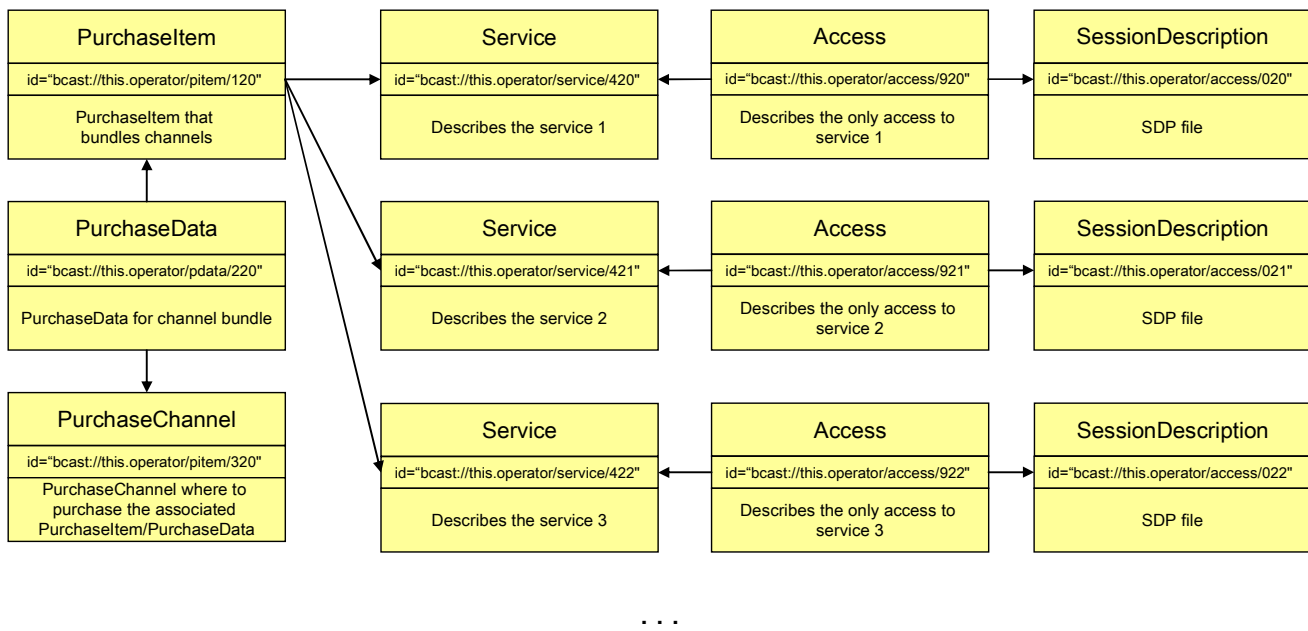 PurchaseItem
id=“bcast://this.operator/pitem/120"
PurchaseItem that
bundles channels
Service
id=“bcast://this.operator/service/420"
Describes the service 1
Access
id=“bcast://this.operator/access/920"
Describes the only access to
service 1
SessionDescription
id=“bcast://this.operator/access/020"
SDP file
PurchaseData
id=“bcast://this.operator/pdata/220"
PurchaseData for channel bundle
Service
id=“bcast://this.operator/service/421"
Describes the service 2
Access
id=“bcast://this.operator/access/921"
Describes the only access to
service 2
SessionDescription
id=“bcast://this.operator/access/021"
SDP file
PurchaseChannel
id=“bcast://this.operator/pitem/320"
PurchaseChannel where to
purchase the associated
PurchaseItem/PurchaseData
Service
id=“bcast://this.operator/service/422"
Describes the service 3
Access
id=“bcast://this.operator/access/922"
Describes the only access to
service 3
SessionDescription
id=“bcast://this.operator/access/022"
SDP file
...